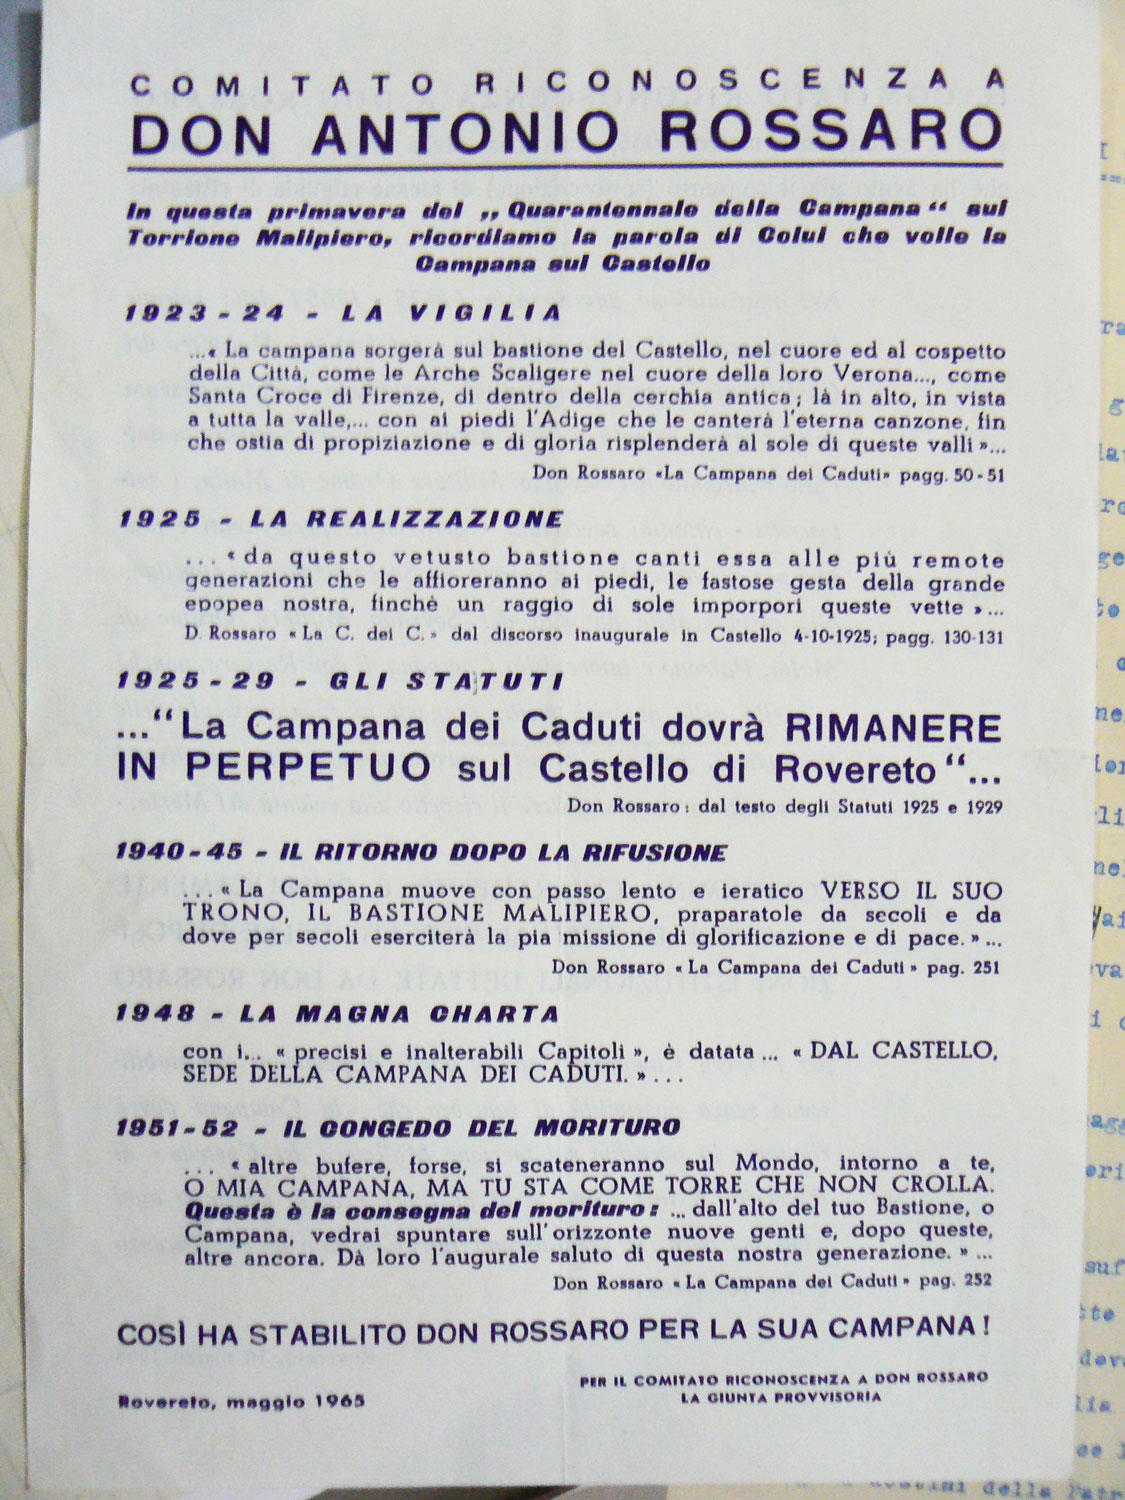 COMITATO RICONOSCENZA A
DON ANTONIO ROSSARO
In questa primavera del „Quarantennale della Campana“ sul
Torrione Malipiero, ricordiamo la parola di Colui che volle la
Campana sul Castello
1923-24 - LA VIGILIA
...« La campana sorgerà sul bastione del Castello, nel cuore ed al cospetto
della Città, come le Arche Scaligere nel cuore della loro Verona..., come
Santa Croce di Firenze, di dentro della cerchia antica; là in alto, in vista
a tutta la valle,... con ai piedi l'Adige che le canterà l'eterna canzone, fin
che ostia di propiziazione e di gloria risplenderà al sole di queste valli »...
Don Rossaro «La Campana dei Caduti» pagg. 50-51
1925 - LA REALIZZAZIONE
... « da questo vetusto bastione canti essa alle più remote
generazioni che le affioreranno ai piedi, le fastose gesta della grande
epopea nostra, finchè un raggio di sole imporpori queste vette »...
D. Rossaro « La C. dei C. » dal discorso inaugurale in Castello 4-10-1925; pagg. 130-131
1925-29 - GLI STATUTI
..."La Campana dei Caduti dovrà RIMANERE
IN PERPETUO sul Castello di Rovereto“...
Don Rossaro: dal testo degli Statuti 1925 e 1929
1940-45 - IL RITORNO DOPO LA RIFUSIONE
...« La Campana muove con passo lento e ieratico VERSO IL SUO
TRONO, IL BASTIONE MALIPIERO, praparatole da secoli e da
dove per secoli eserciterà la pia missione di glorificazione e di pace. »...
Don Rossaro « La Campana dei Caduti » pag. 251
1948 - LA MAGNA CHARTA
con i... « precisi e inalterabili Capitoli », è datata ... « DAL CASTELLO,
SEDE DELLA CAMPANA DEI CADUTI. » ...
1951-52 - IL CONGEDO DEL MORITURO
... « altre bufere, forse, si scateneranno sul Mondo, intorno a te,
O MIA CAMPANA, MA TU STA COME TORRE CHE NON CROLLA.
Questa è la consegna del morituro: ... dall'alto del tuo Bastione, o
Campana, vedrai spuntare sull'orizzonte nuove genti e, dopo queste,
altre ancora. Dà loro l'augurale saluto di questa nostra generazione. » ...
Don Rossaro « La Campana dei Caduti » pag. 252
COSÌ HA STABILITO DON ROSSARO PER LA SUA CAMPANA!
PER IL COMITATO RICONOSCENZA A DON ROSSARO
LA GIUNTA PROVVISORIA
Rovereto, maggio 1965